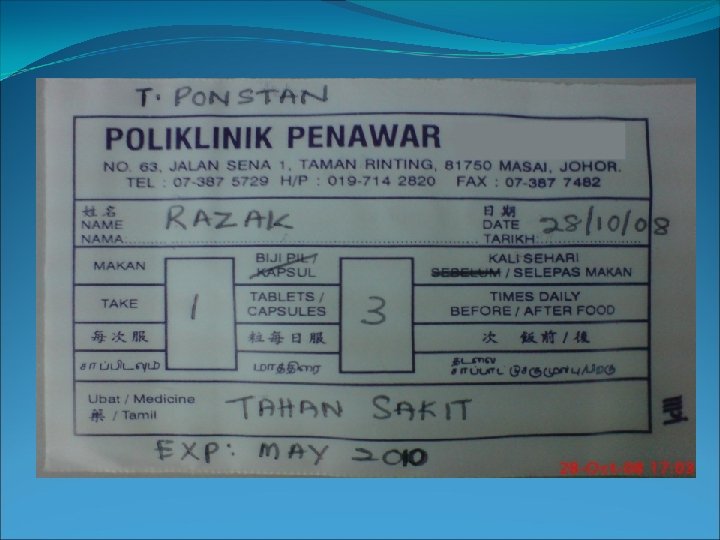 T. PONSTAN
POLIKLINIK PENAWAR
NO. 63, JALAN SENA 1, TAMAN RINTING, 81750 MASAI, JOHOR.
TEL : 07-387 5729 H/P : 019-714 2820 FAX : 07-387 7482
姓名 日期
NAME RAZAK DATE 28/10/08
NAMA TARIKH
MAKAN BIJI PIL / KALI SEHARI
KAPSUL SEBELUM / SELEPAS MAKAN
TAKE 1 TABLETS / 3 TIMES DAILY
CAPSULES BEFORE / AFTER FOOD
每次服 粒每日服 次 飯前 / 後
சாப்பிடவும் மாத்திரை தடவை
சாப்பாட்டுக்குமுன்பு/பிறகு
Ubat / Medicine TAHAN SAKIT
藥 / Tamil
EXP: MAY 2010
28-Oct-08 17:03